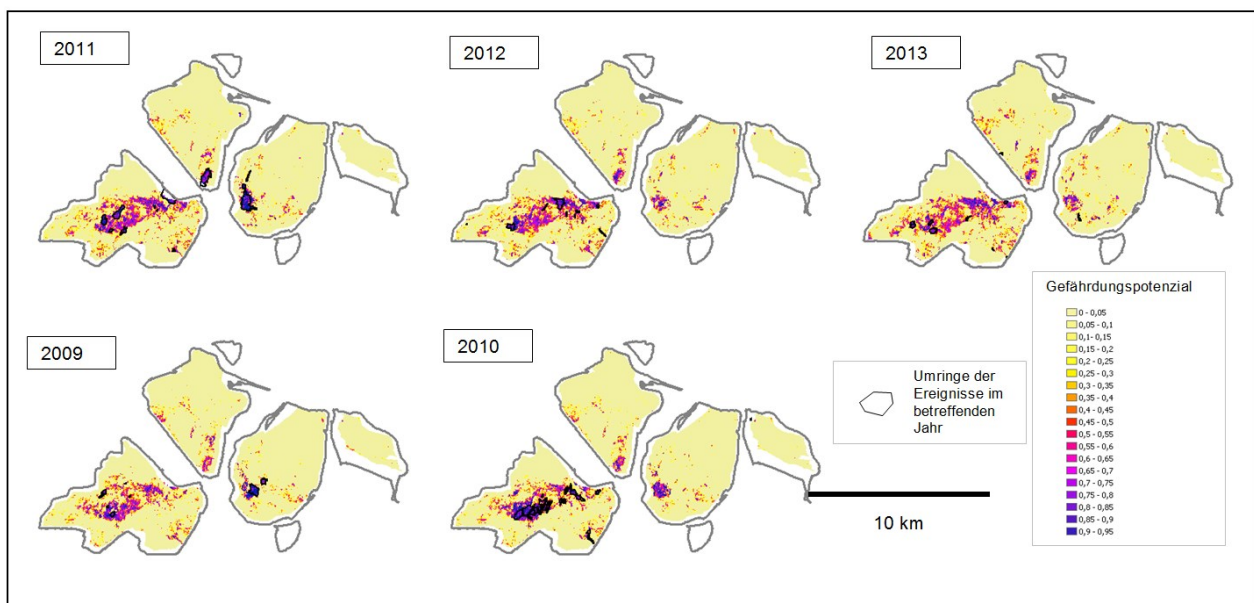 2011
2012
2013
Gefährdungspotenzial
0 - 0,05
0,05 - 0,1
0,1- 0,15
0,15 - 0,2
0,2 - 0,25
0,25 - 0,3
0,3 - 0,35
0,35 - 0,4
0,4 - 0,45
0,45 - 0,5
0,5 - 0,55
0,55 - 0,6
0,6 - 0,65
0,65 - 0,7
0,7 - 0,75
0,75 - 0,8
0,8 - 0,85
0,85 - 0,9
0,9 - 0,95
2009
2010
Umringe der
Ereignisse im
betreffenden
Jahr
10 km